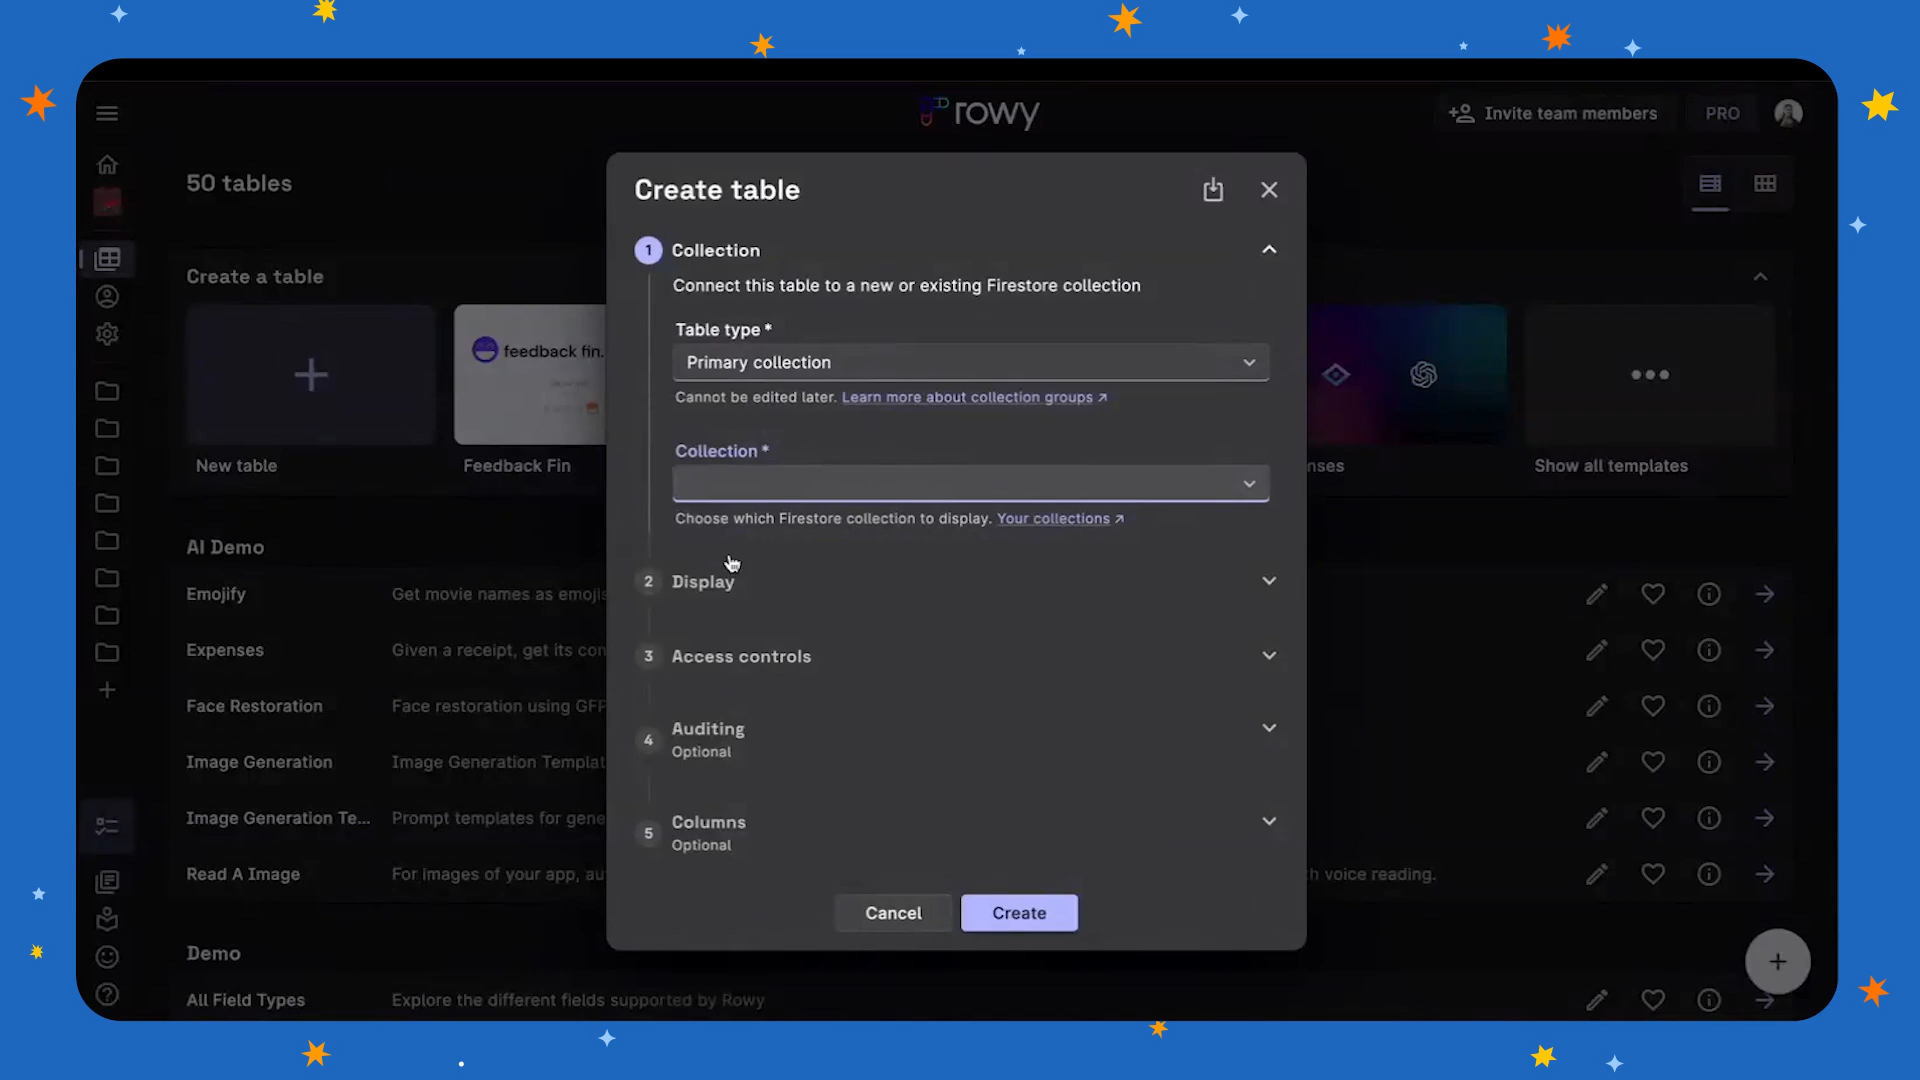 rowy
Invite team members
PRO
50 tables
Create a table
New table
feedback fin.
Feedback Fin
Show all templates
AI Demo
Emojify
Get movie names as emojis
Expenses
Given a receipt, get its con
Face Restoration
Face restoration using GFP
Image Generation
Image Generation Templat
Image Generation Te...
Prompt templates for gene
Read A Image
For images of your app, au
h voice reading.
Demo
All Field Types
Explore the different fields supported by Rowy
Create table
1 Collection
Connect this table to a new or existing Firestore collection
Table type *
Primary collection
Cannot be edited later. Learn more about collection groups ↗
Collection *
Choose which Firestore collection to display. Your collections ↗
2 Display
3 Access controls
4 Auditing
Optional
5 Columns
Optional
Cancel
Create